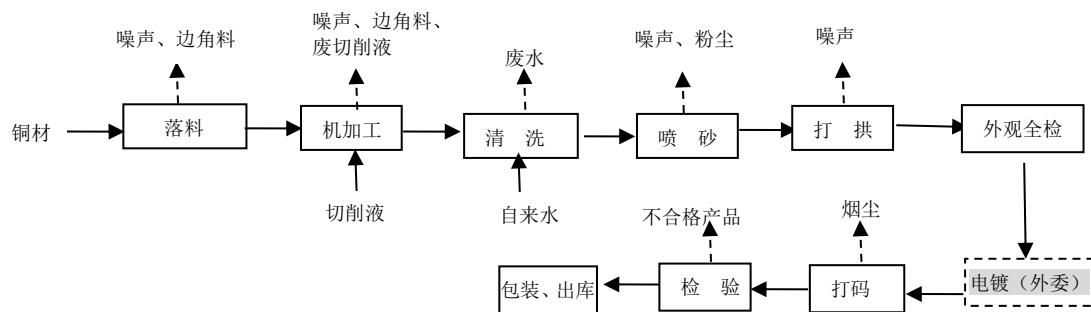 噪声、边角料
噪声、边角料、
废切削液
废水
噪声、粉尘
噪声
铜材
落料
机加工
清 洗
喷 砂
打 拱
外观全检
切削液
自来水
不合格产品
烟尘
包装、出库
检 验
打码
电镀（外委）